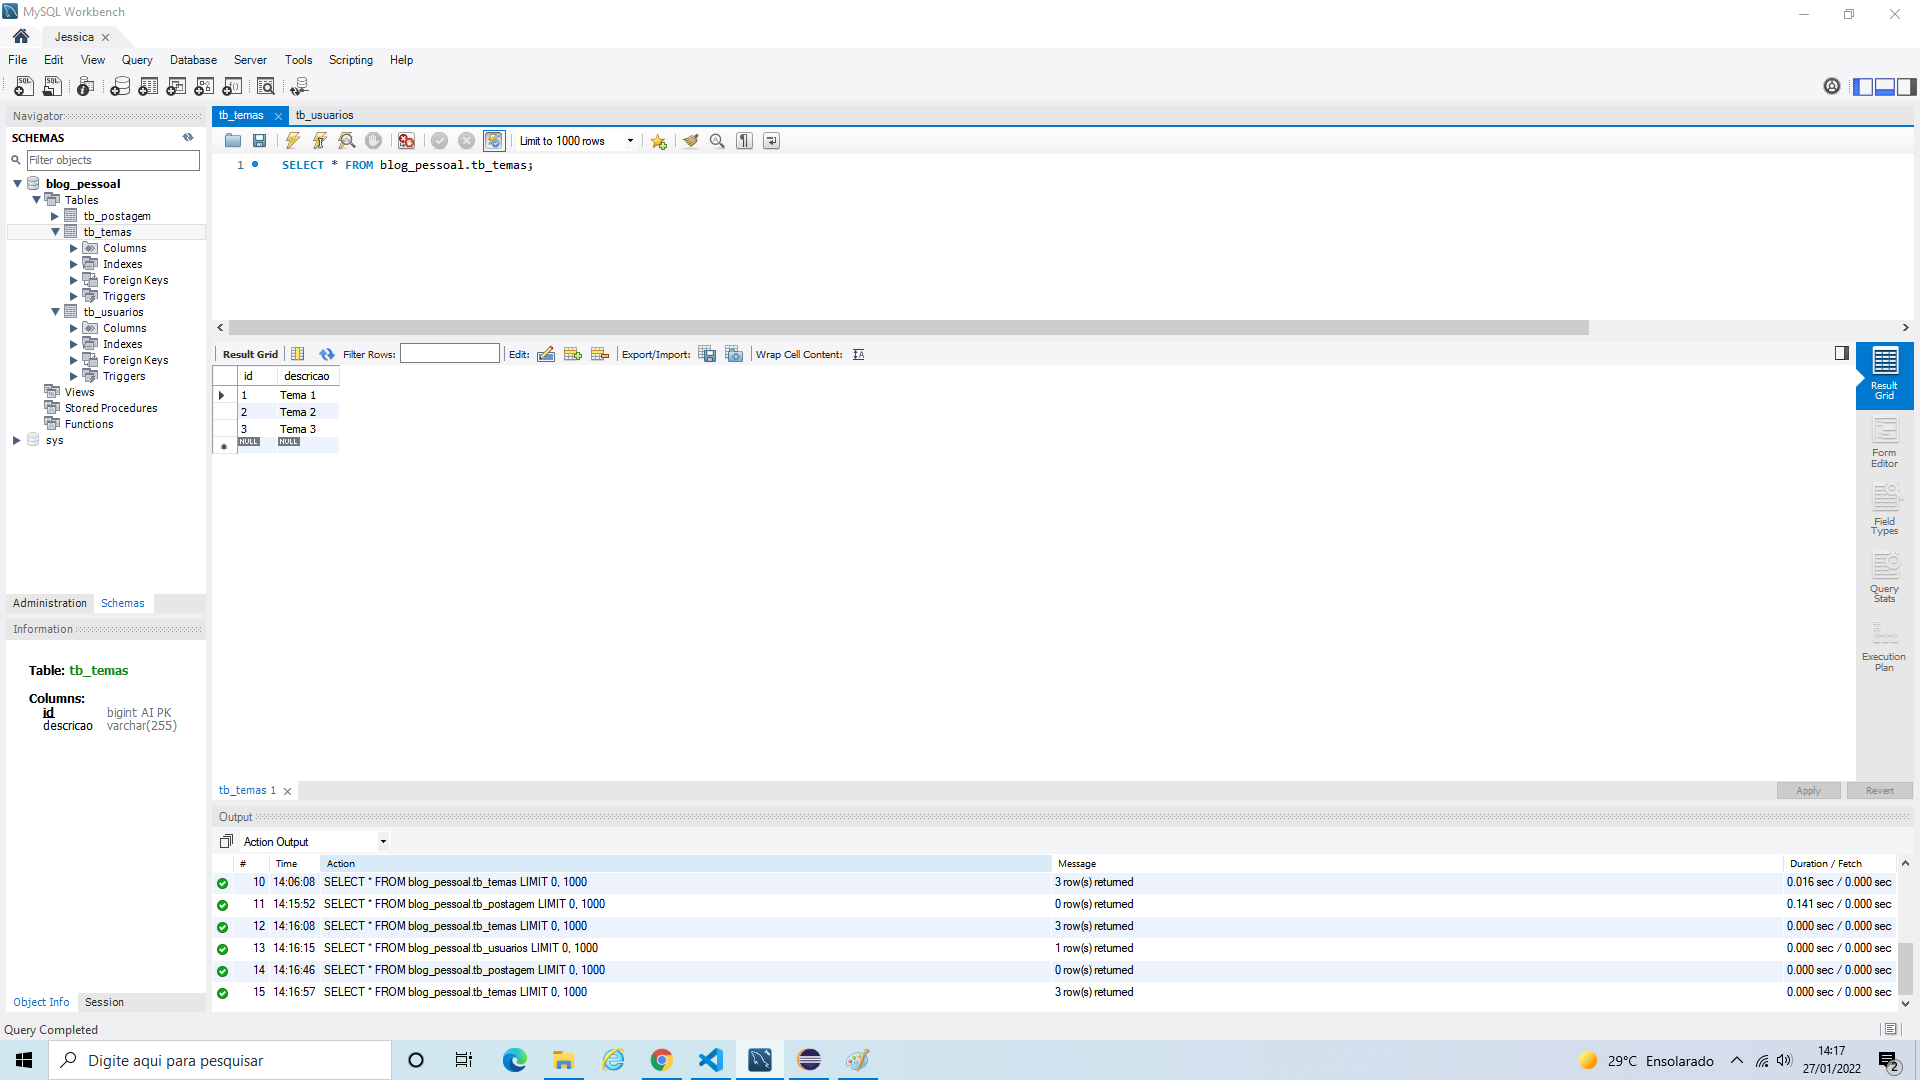 MySQL Workbench
Jessica
File Edit View Query Database Server Tools Scripting Help
Navigator
SCHEMAS
Filter objects
blog_pessoal
Tables
tb_postagem
tb_temas
Columns
Indexes
Foreign Keys
Triggers
tb_usuarios
Columns
Indexes
Foreign Keys
Triggers
Views
Stored Procedures
Functions
sys
Administration Schemas
Information
Table: tb_temas
Columns:
id bigint AI PK
descricao varchar(255)
Object Info Session
tb_temas tb_usuarios
Limit to 1000 rows
1 SELECT * FROM blog_pessoal.tb_temas;
Result Grid Filter Rows: Edit: Export/Import: Wrap Cell Content:
id descricao
1 Tema 1
2 Tema 2
3 Tema 3
NULL NULL
Result
Grid
Form
Editor
Field
Types
Query
Stats
Execution
Plan
tb_temas 1 Apply Revert
Output
Action Output
# Time Action Message Duration / Fetch
10 14:06:08 SELECT * FROM blog_pessoal.tb_temas LIMIT 0, 1000 3 row(s) returned 0.016 sec / 0.000 sec
11 14:15:52 SELECT * FROM blog_pessoal.tb_postagem LIMIT 0, 1000 0 row(s) returned 0.141 sec / 0.000 sec
12 14:16:08 SELECT * FROM blog_pessoal.tb_temas LIMIT 0, 1000 3 row(s) returned 0.000 sec / 0.000 sec
13 14:16:15 SELECT * FROM blog_pessoal.tb_usuarios LIMIT 0, 1000 1 row(s) returned 0.000 sec / 0.000 sec
14 14:16:46 SELECT * FROM blog_pessoal.tb_postagem LIMIT 0, 1000 0 row(s) returned 0.000 sec / 0.000 sec
15 14:16:57 SELECT * FROM blog_pessoal.tb_temas LIMIT 0, 1000 3 row(s) returned 0.000 sec / 0.000 sec
Query Completed
Digite aqui para pesquisar
29°C Ensolarado
14:17
27/01/2022
2